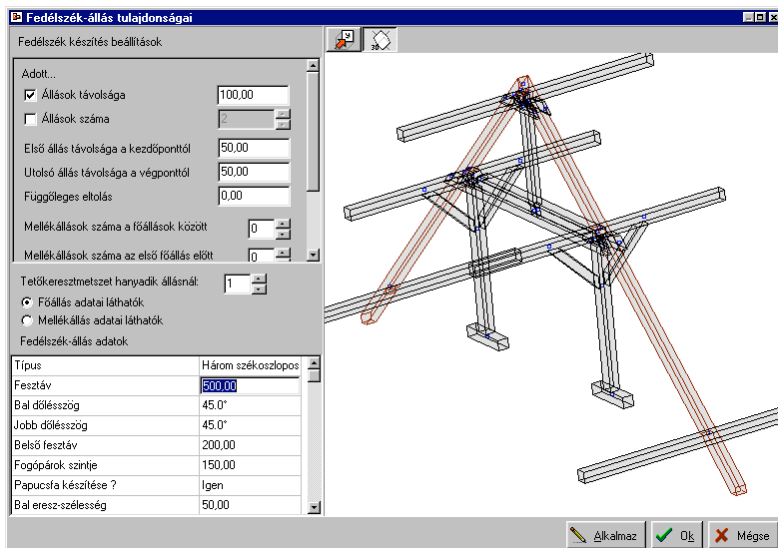 Fedélszék-állás tulajdonságai
Fedélszék készítés beállítások
Adott...
Állások távolsága 100,00
Állások száma 2
Első állás távolsága a kezdőponttól 50,00
Utolsó állás távolsága a végponttól 50,00
Függőleges eltolás 0,00
Mellékállások száma a főállások között 0
Mellékállások száma az első főállás előtt 0
Tetőkeresztmetszet hanyadik állásnál: 1
Főállás adatai láthatók
Mellékállás adatai láthatók
Fedélszék-állás adatok
Típus Három székoszlopos
Fesztáv 500,00
Bal dőlésszög 45.0°
Jobb dőlésszög 45.0°
Belső fesztáv 200,00
Fogópárok szintje 150,00
Papucsfa készítése ? Igen
Bal eresz-szélesség 50,00
3D
Alkalmaz Ok Mégse